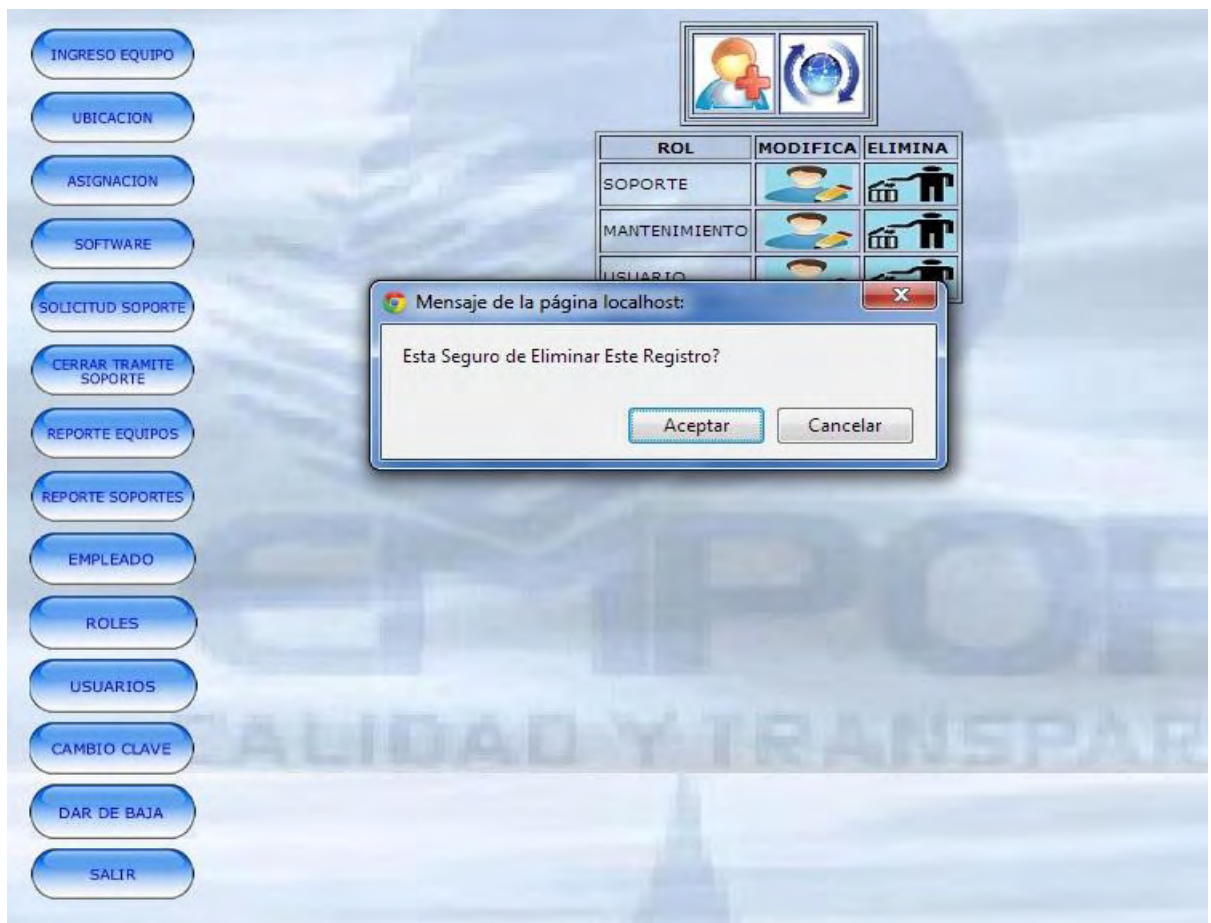 INGRESO EQUIPO
UBICACION
ASIGNACION
SOFTWARE
SOLICITUD SOPORTE
CERRAR TRAMITE
SOPORTE
REPORTE EQUIPOS
REPORTE SOPORTES
EMPLEADO
ROLES
USUARIOS
CAMBIO CLAVE
DAR DE BAJA
SALIR
ROL MODIFICA ELIMINA
SOPORTE
MANTENIMIENTO
USUARIO
Mensaje de la página localhost:
Esta Seguro de Eliminar Este Registro?
Aceptar Cancelar
CALIDAD Y TRANSPAR